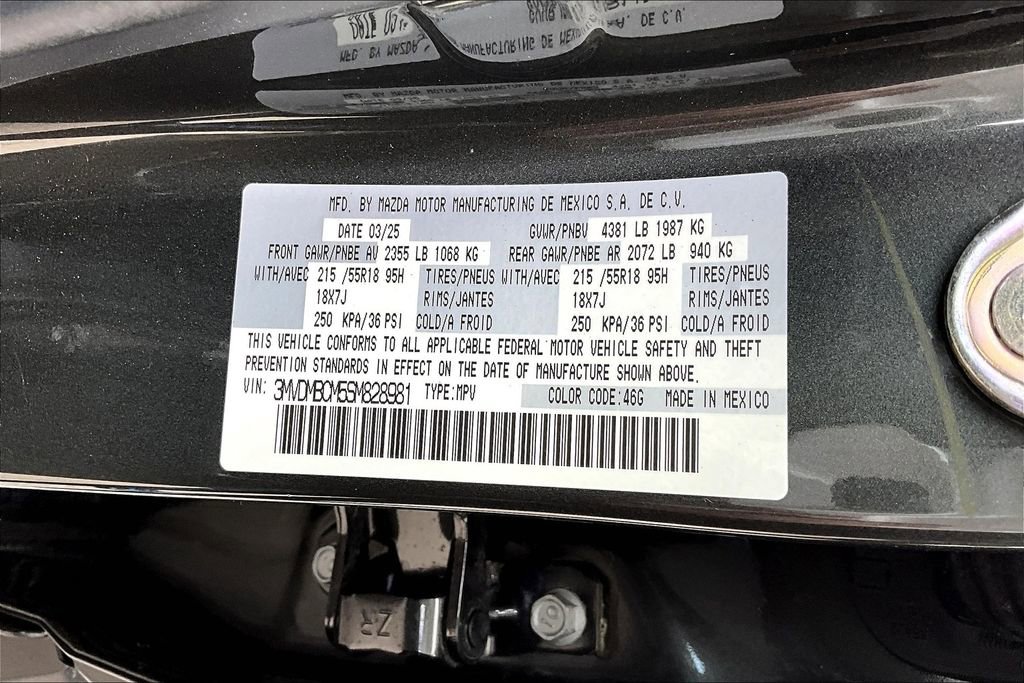 MFD. BY MAZDA MOTOR MANUFACTURING DE MEXICO S.A. DE C.V.
DATE 03/25 GVWR/PNBV 4381 LB 1987 KG
FRONT GAWR/PNBE AV 2355 LB 1068 KG REAR GAWR/PNBE AR 2072 LB 940 KG
WITH/AVEC 215 /55R18 95H TIRES/PNEUS WITH/AVEC 215 /55R18 95H TIRES/PNEUS
18X7J RIMS/JANTES 18X7J RIMS/JANTES
250 KPA/36 PSI COLD/A FROID 250 KPA/36 PSI COLD/A FROID
THIS VEHICLE CONFORMS TO ALL APPLICABLE FEDERAL MOTOR VEHICLE SAFETY AND THEFT
PREVENTION STANDARDS IN EFFECT ON THE DATE OF MANUFACTURE SHOWN ABOVE.
VIN: 3MVDMBCM5SM828981 TYPE:MPV COLOR CODE:46G MADE IN MEXICO
ZR